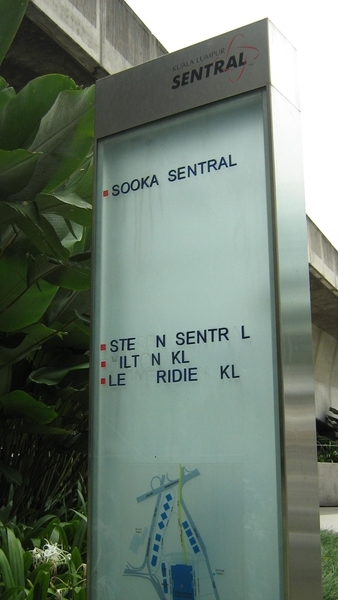 KUALA LUMPUR
SENTRAL
SOOKA SENTRAL
STE N SENTR L
ILT N KL
LE RIDIE KL